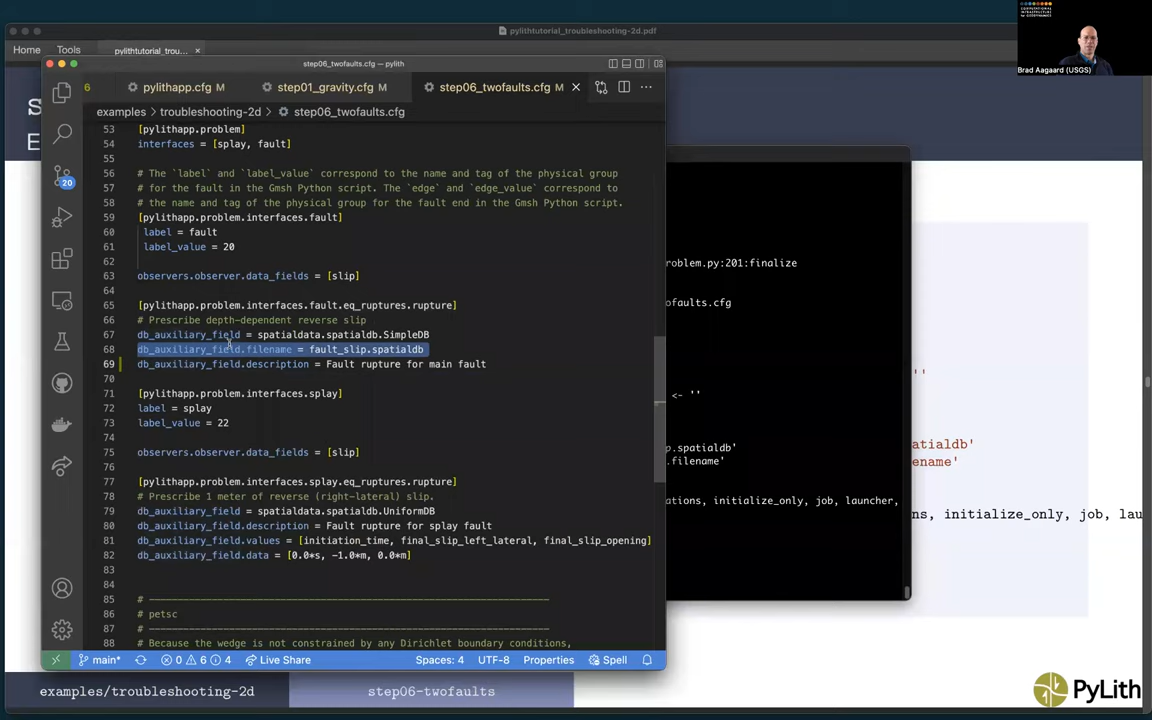 COMPUTATIONAL
INFRASTRUCTURE
for GEODYNAMICS
Brad Aagaard (USGS)
pylithtutorial_troubleshooting-2d.pdf
Home Tools pylithtutorial_trou... ×
step06_twofaults.cfg — pylith
6 pylithapp.cfg M step01_gravity.cfg M step06_twofaults.cfg M
examples > troubleshooting-2d > step06_twofaults.cfg
53 [pylithapp.problem]
54 interfaces = [splay, fault]
55
56 # The `label` and `label_value` correspond to the name and tag of the physical group
57 # for the fault in the Gmsh Python script. The `edge` and `edge_value` correspond to
58 # the name and tag of the physical group for the fault end in the Gmsh Python script.
59 [pylithapp.problem.interfaces.fault]
60 label = fault
61 label_value = 20
62
63 observers.observer.data_fields = [slip]
64
65 [pylithapp.problem.interfaces.fault.eq_ruptures.rupture]
66 # Prescribe depth-dependent reverse slip
67 db_auxiliary_field = spatialdata.spatialdb.SimpleDB
68 db_auxiliary_field.filename = fault_slip.spatialdb
69 db_auxiliary_field.description = Fault rupture for main fault
70
71 [pylithapp.problem.interfaces.splay]
72 label = splay
73 label_value = 22
74
75 observers.observer.data_fields = [slip]
76
77 [pylithapp.problem.interfaces.splay.eq_ruptures.rupture]
78 # Prescribe 1 meter of reverse (right-lateral) slip.
79 db_auxiliary_field = spatialdata.spatialdb.UniformDB
80 db_auxiliary_field.description = Fault rupture for splay fault
81 db_auxiliary_field.values = [initiation_time, final_slip_left_lateral, final_slip_opening]
82 db_auxiliary_field.data = [0.0*s, -1.0*m, 0.0*m]
83
84
85 # ----------------------------------------------------------------------
86 # petsc
87 # ----------------------------------------------------------------------
88 # Because the wedge is not constrained by any Dirichlet boundary conditions,
20
main* 0 6 4 Live Share Spaces: 4 UTF-8 Properties Spell
roblem.py:201:finalize
ofaults.cfg
<- ''
p.spatialdb'
.filename'
ations, initialize_only, job, launcher,
''
atialdb'
ename'
ns, initialize_only, job, lau
examples/troubleshooting-2d step06-twofaults
PyLith